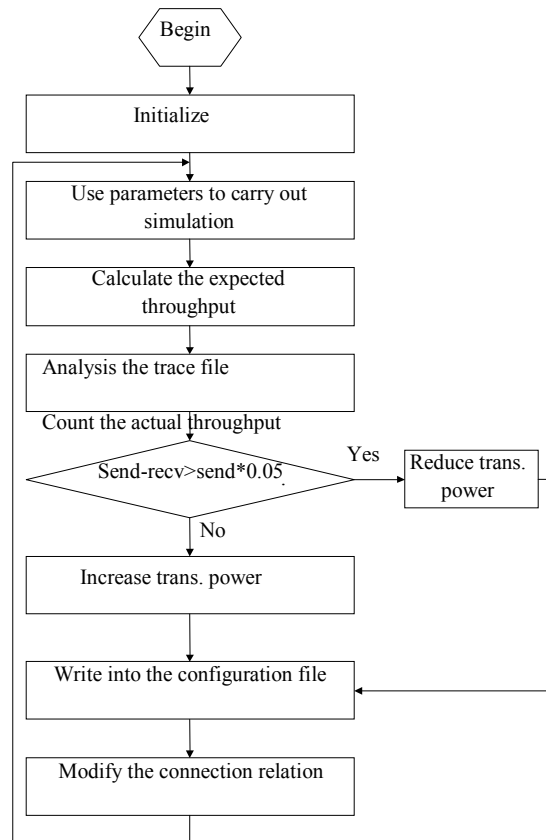 Begin
Initialize
Use parameters to carry out
simulation
Calculate the expected
throughput
Analysis the trace file
Count the actual throughput
Send-recv>send*0.05.
Yes
Reduce trans.
power
No
Increase trans. power
Write into the configuration file
Modify the connection relation